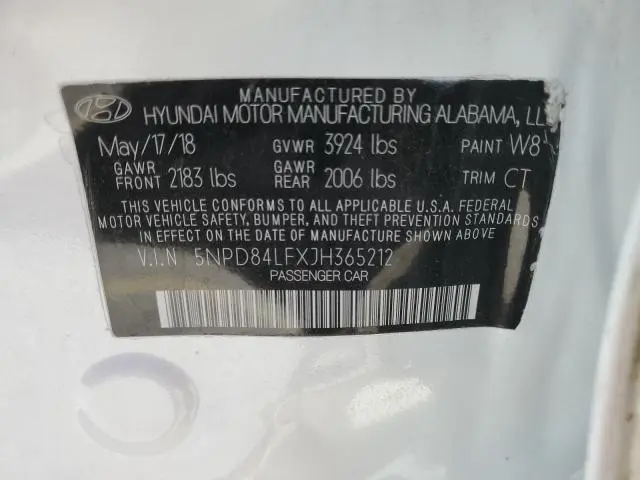 MANUFACTURED BY
HYUNDAI MOTOR MANUFACTURING ALABAMA, LL
May/17/18 GVWR 3924 lbs PAINT W8
GAWR FRONT 2183 lbs GAWR REAR 2006 lbs TRIM CT
THIS VEHICLE CONFORMS TO ALL APPLICABLE U.S.A. FEDERAL
MOTOR VEHICLE SAFETY, BUMPER, AND THEFT PREVENTION STANDARDS
IN EFFECT ON THE DATE OF MANUFACTURE SHOWN ABOVE
V.I.N 5NPD84LFXJH365212
PASSENGER CAR